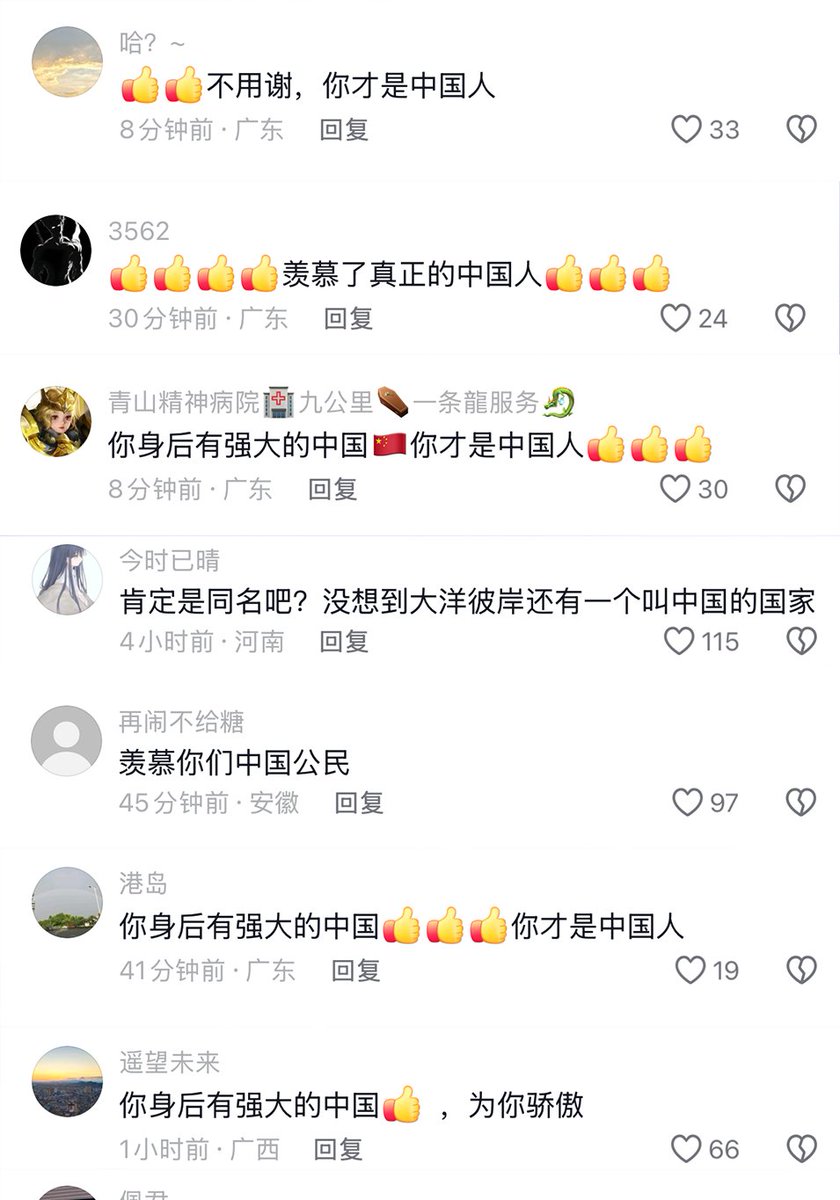 哈？~
👍👍不用谢，你才是中国人
8分钟前·广东 回复 33
3562
👍👍👍👍羡慕了真正的中国人👍👍👍
30分钟前·广东 回复 24
青山精神病院🏥九公里⚰️一条龍服务🐉
你身后有强大的中国🇨🇳你才是中国人👍👍👍
8分钟前·广东 回复 30
今时已晴
肯定是同名吧？没想到大洋彼岸还有一个叫中国的国家
4小时前·河南 回复 115
再闹不给糖
羡慕你们中国公民
45分钟前·安徽 回复 97
港岛
你身后有强大的中国👍👍👍你才是中国人
41分钟前·广东 回复 19
遥望未来
你身后有强大的中国👍，为你骄傲
1小时前·广西 回复 66